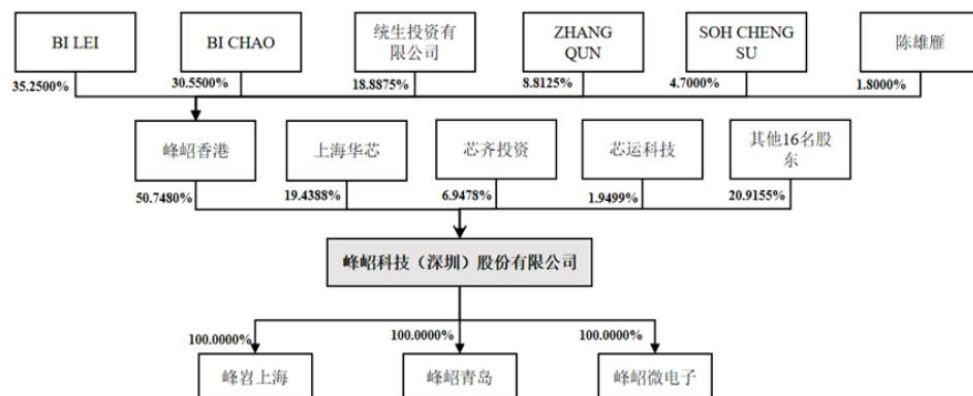 BI LEI
BI CHAO
统生投资有
限公司
ZHANG
QUN
SOH CHENG
SU
陈雄雁
35.2500%
30.5500%
18.8875%
8.8125%
4.7000%
1.8000%
峰岹香港
上海华芯
芯齐投资
芯运科技
其他16名股
东
50.7480%
19.4388%
6.9478%
1.9499%
20.9155%
峰岹科技（深圳）股份有限公司
100.0000%
100.0000%
100.0000%
峰岧上海
峰岹青岛
峰岹微电子